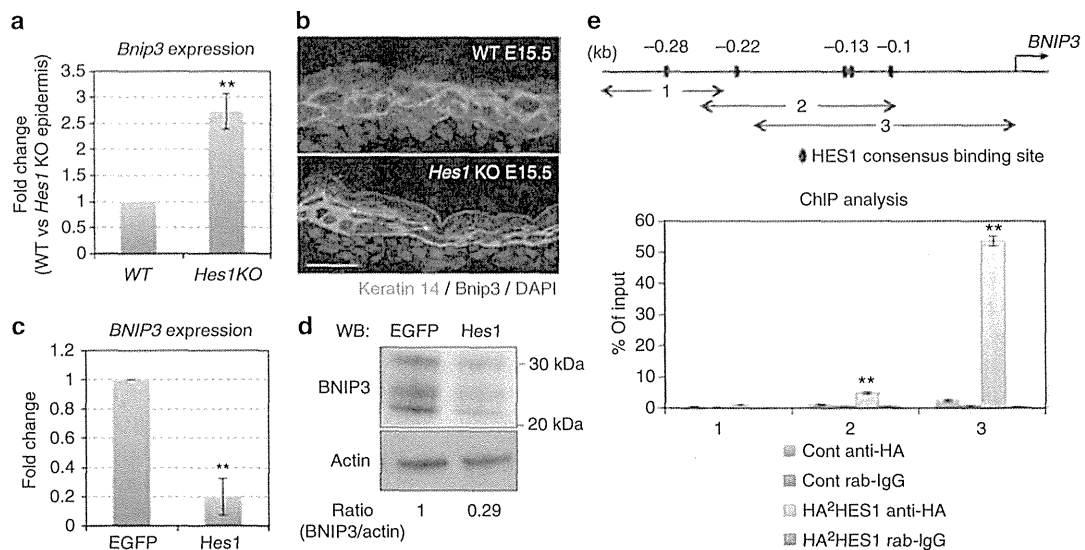 a
Bnip3 expression
Fold change
(WT vs Hes1 KO epidermis)
3.5
3
2.5
2
1.5
1
0.5
0
**
WT
Hes1KO
b
WT E15.5
Hes1 KO E15.5
Keratin 14 / Bnip3 / DAPI
c
BNIP3 expression
Fold change
1.2
1
0.8
0.6
0.4
0.2
0
**
EGFP
Hes1
d
WB:
EGFP
Hes1
BNIP3
30 kDa
20 kDa
Actin
Ratio
(BNIP3/actin)
1
0.29
e
(kb)
–0.28
–0.22
–0.13
–0.1
BNIP3
1
2
3
HES1 consensus binding site
ChIP analysis
% Of input
60
50
40
30
20
10
0
**
**
1
2
3
Cont anti-HA
Cont rab-IgG
HA²HES1 anti-HA
HA²HES1 rab-IgG